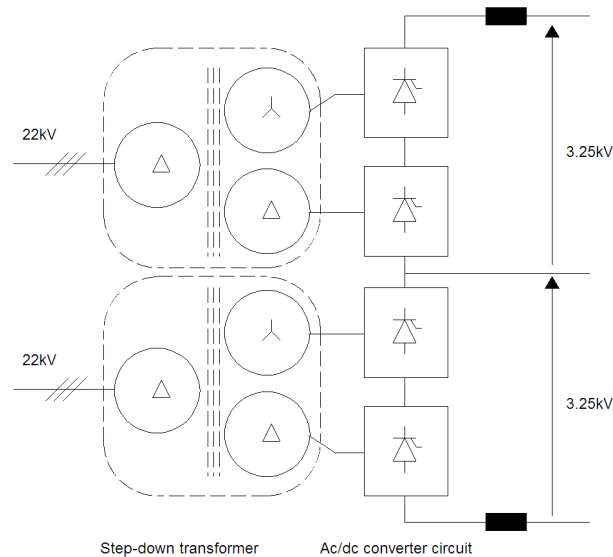 22kV
3.25kV
22kV
3.25kV
Step-down transformer
Ac/dc converter circuit